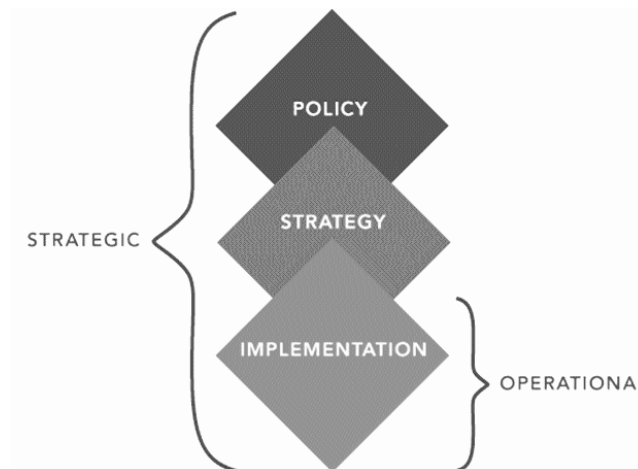 POLICY
STRATEGY
STRATEGIC
IMPLEMENTATION
OPERATIONA